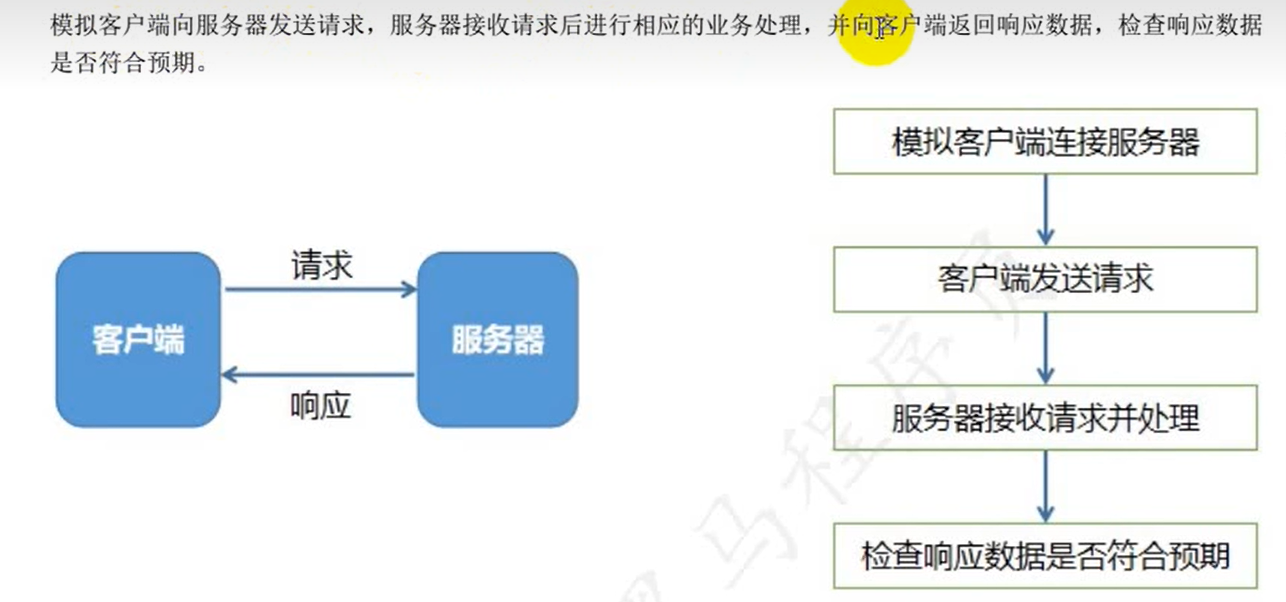 模拟客户端向服务器发送请求，服务器接收请求后进行相应的业务处理，并向客户端返回响应数据，检查响应数据
是否符合预期。
请求
客户端
服务器
响应
模拟客户端连接服务器
客户端发送请求
服务器接收请求并处理
检查响应数据是否符合预期
马程序员